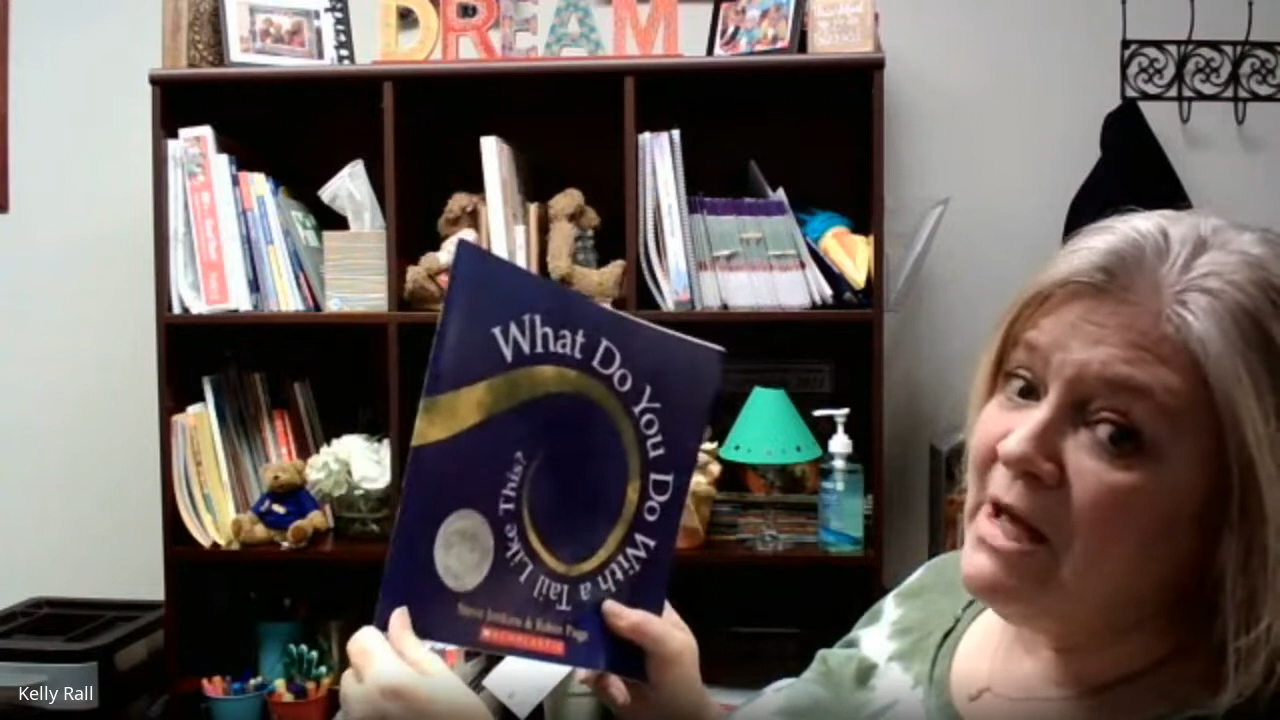 DREAM
What Do You Do With a Tail Like This?
Steve Jenkins & Robin Page
SCHOLASTIC
Kelly Rall